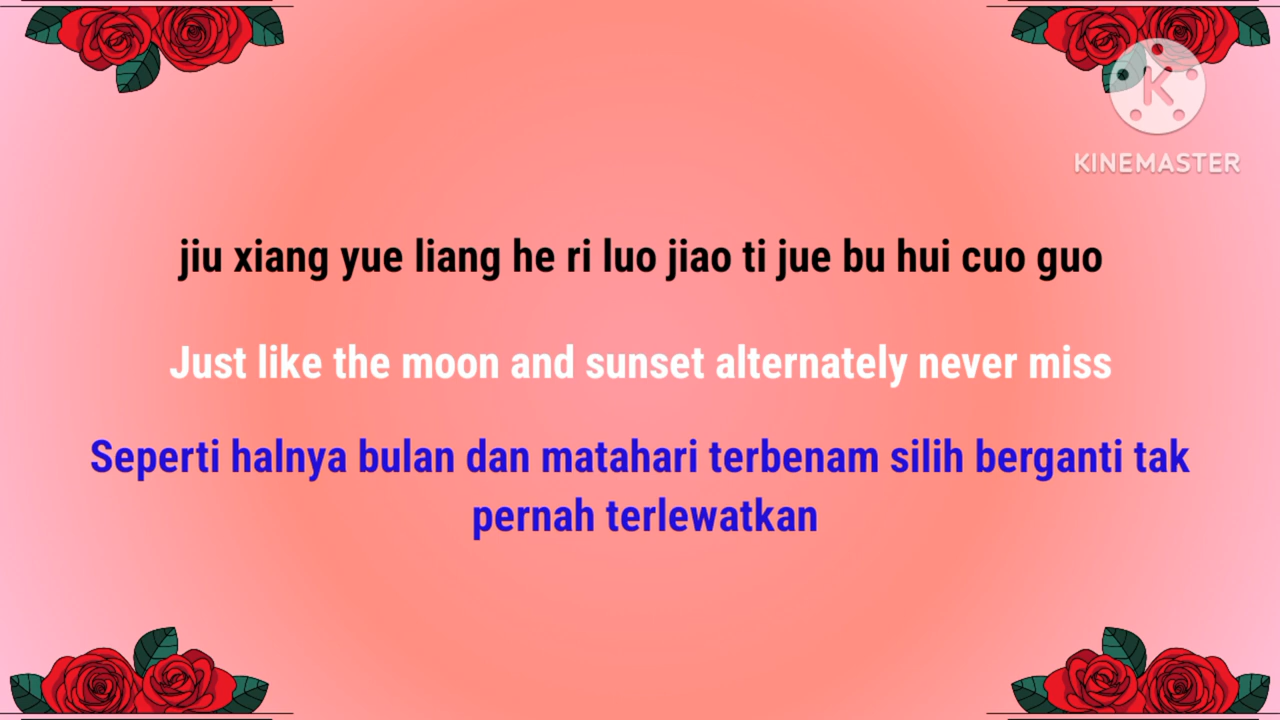 KINEMASTER
jiu xiang yue liang he ri luo jiao ti jue bu hui cuo guo
Just like the moon and sunset alternately never miss
Seperti halnya bulan dan matahari terbenam silih berganti tak
pernah terlewatkan